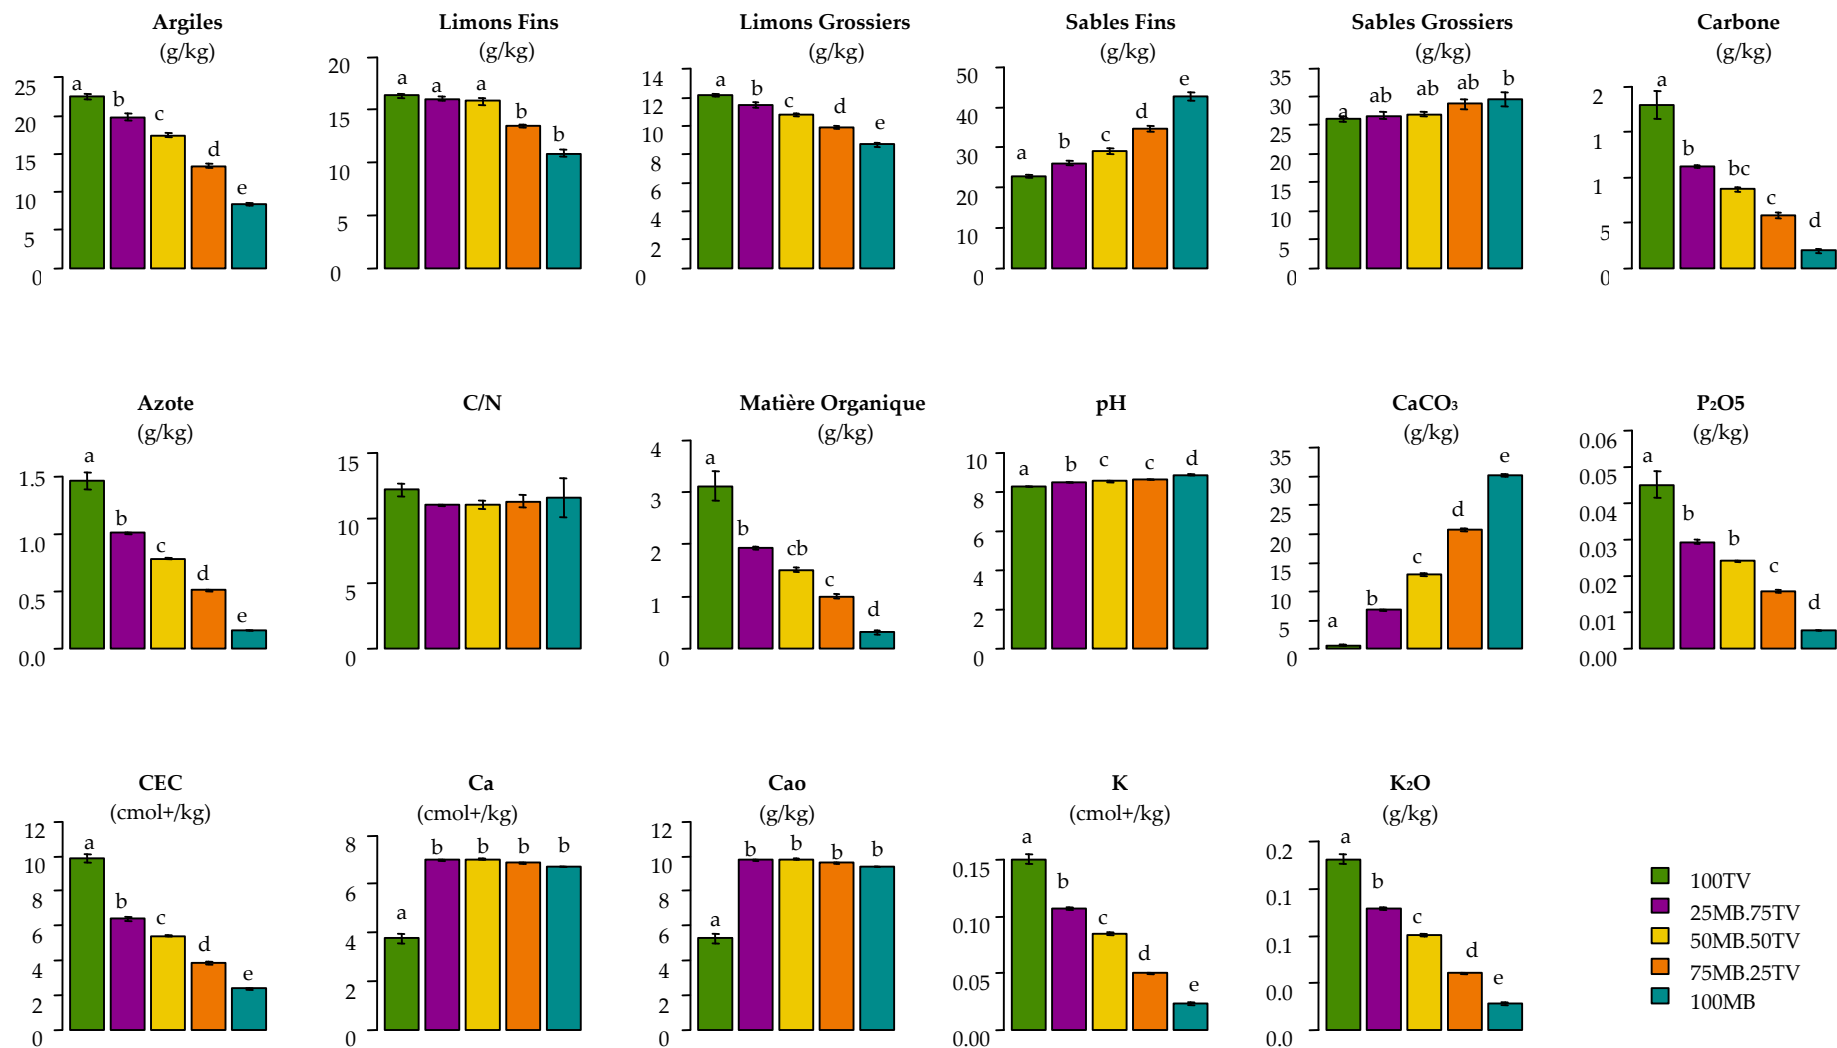 Argiles
(g/kg)
25
20
15
10
5
0
a
b
c
d
e
Limons Fins
(g/kg)
20
15
10
5
0
a
a
a
b
b
Limons Grossiers
(g/kg)
14
12
10
8
6
4
2
0
a
b
c
d
e
Sables Fins
(g/kg)
50
40
30
20
10
0
a
b
c
d
e
Sables Grossiers
(g/kg)
35
30
25
20
15
10
5
0
a
ab
ab
ab
b
Carbone
(g/kg)
2
1
1
5
0
a
b
bc
c
d
Azote
(g/kg)
1.5
1.0
0.5
0.0
a
b
c
d
e
C/N
15
10
5
0
Matière Organique
(g/kg)
4
3
2
1
0
a
b
cb
c
d
pH
10
8
6
4
2
0
a
b
c
c
d
CaCO₃
(g/kg)
35
30
25
20
15
10
5
0
a
b
c
d
e
P₂O5
(g/kg)
0.06
0.05
0.04
0.03
0.02
0.01
0.00
a
b
b
c
d
CEC
(cmol+/kg)
12
10
8
6
4
2
0
a
b
c
d
e
Ca
(cmol+/kg)
8
6
4
2
0
a
b
b
b
b
Cao
(g/kg)
12
10
8
6
4
2
0
a
b
b
b
b
K
(cmol+/kg)
0.15
0.10
0.05
0.00
a
b
c
d
e
K₂O
(g/kg)
0.2
0.1
0.1
0.0
0.0
a
b
c
d
e
100TV
25MB.75TV
50MB.50TV
75MB.25TV
100MB